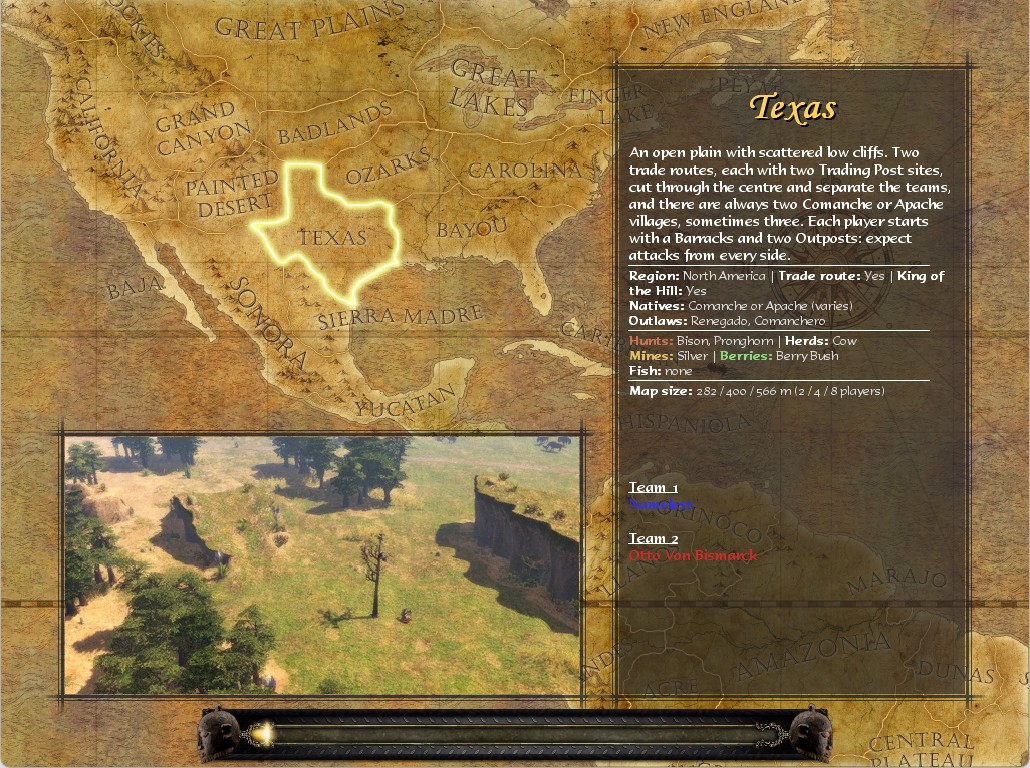 ROCKIES
GREAT PLAINS
NEW ENGLAND
GREAT
LAKES
FINGER
LAKE
CALIFORNIA
GRAND
CANYON
BADLANDS
OZARKS
CAROLINA
PAINTED
DESERT
TEXAS
BAYOU
BAJA
SONORA
SIERRA MADRE
YUCATAN
HISPANIOLA
ORINOCO
MARAJO
AMAZONIA
DUNAS
ACRE
CENTRAL
PLATEAU
Texas
An open plain with scattered low cliffs. Two
trade routes, each with two Trading Post sites,
cut through the centre and separate the teams,
and there are always two Comanche or Apache
villages, sometimes three. Each player starts
with a Barracks and two Outposts: expect
attacks from every side.
Region: North America | Trade route: Yes | King of
the Hill: Yes
Natives: Comanche or Apache (varies)
Outlaws: Renegado, Comanchero
Hunts: Bison, Pronghorn | Herds: Cow
Mines: Silver | Berries: Berry Bush
Fish: none
Map size: 282 / 400 / 566 m (2 / 4 / 8 players)
Team 1
Team 2
Otto Von Bismarck